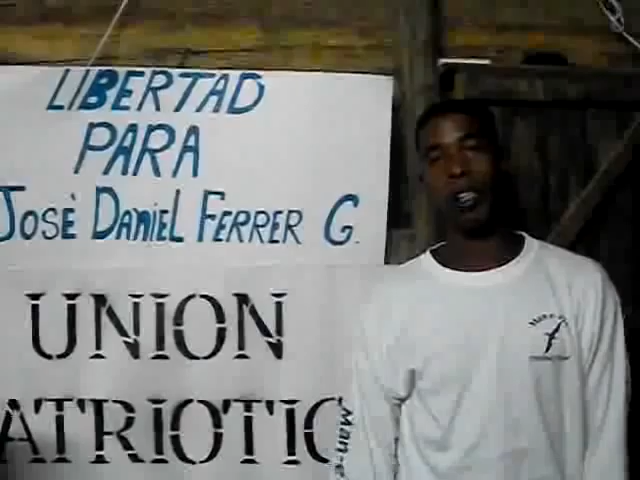 LIBERTAD
PARA
José DANIEL FERRER G.
UNION
ATRIOTIC